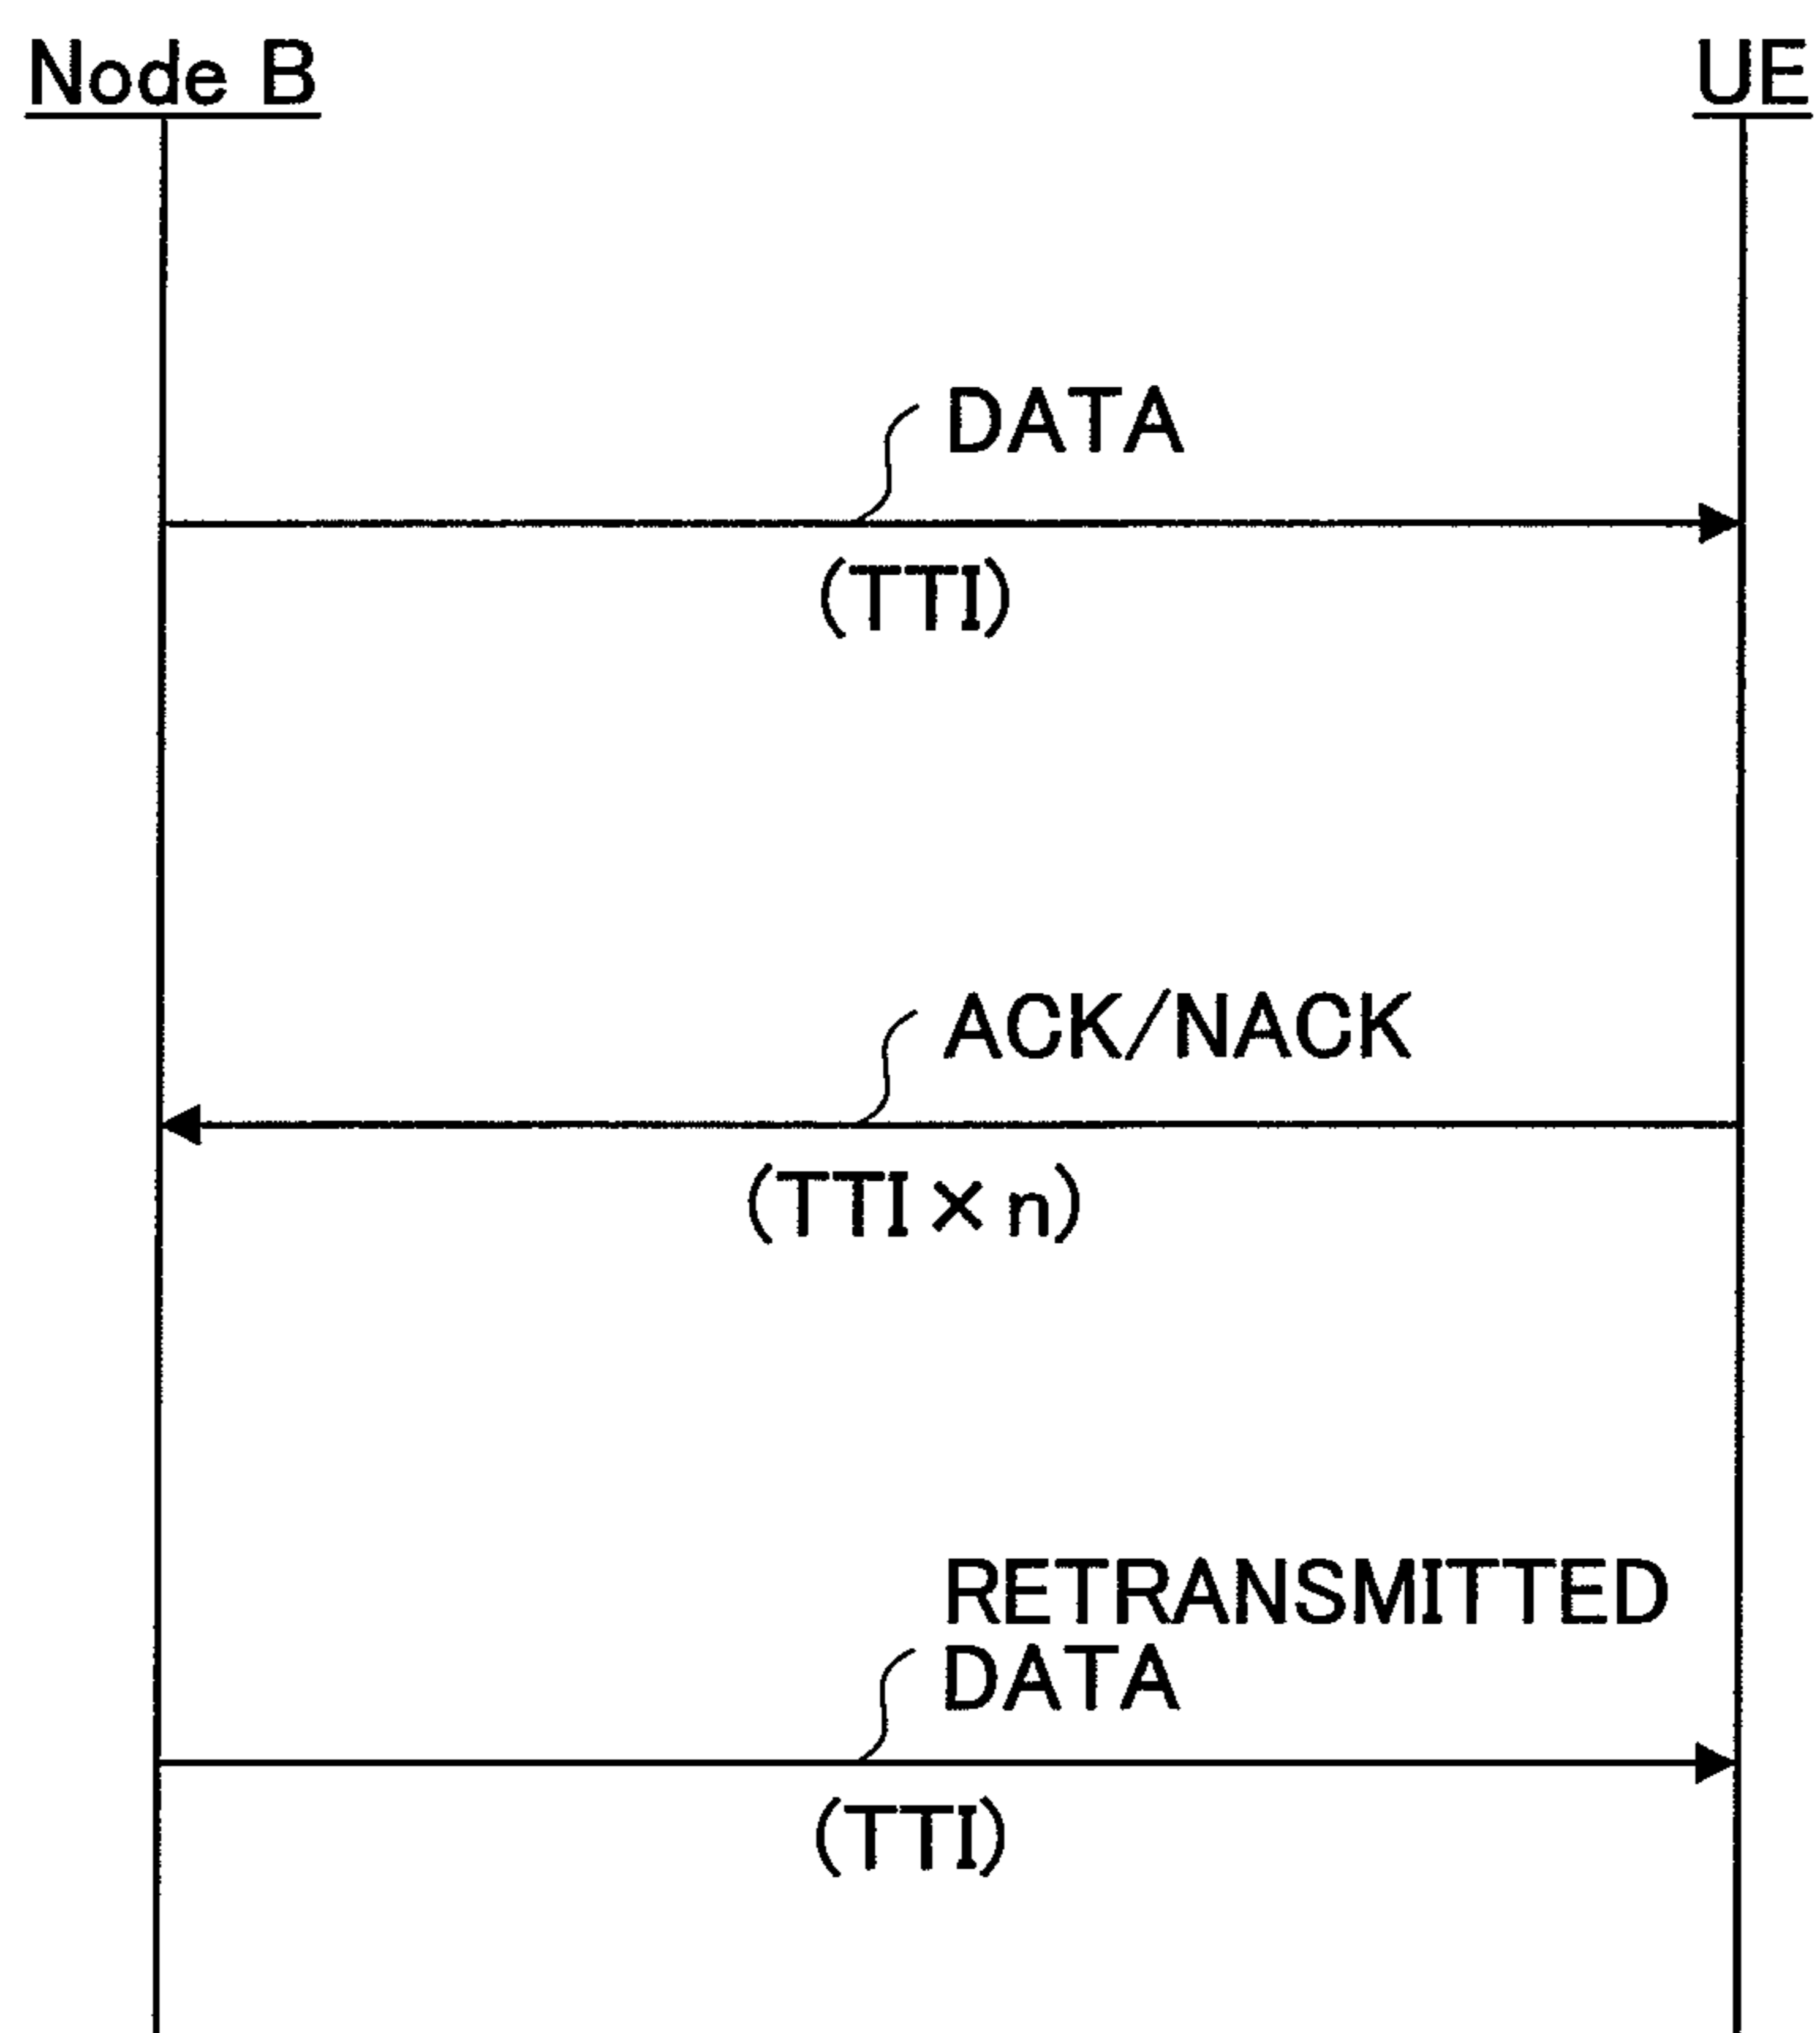 Node B
UE
DATA
(TTI)
ACK/NACK
(TTI × n)
RETRANSMITTED
DATA
(TTI)